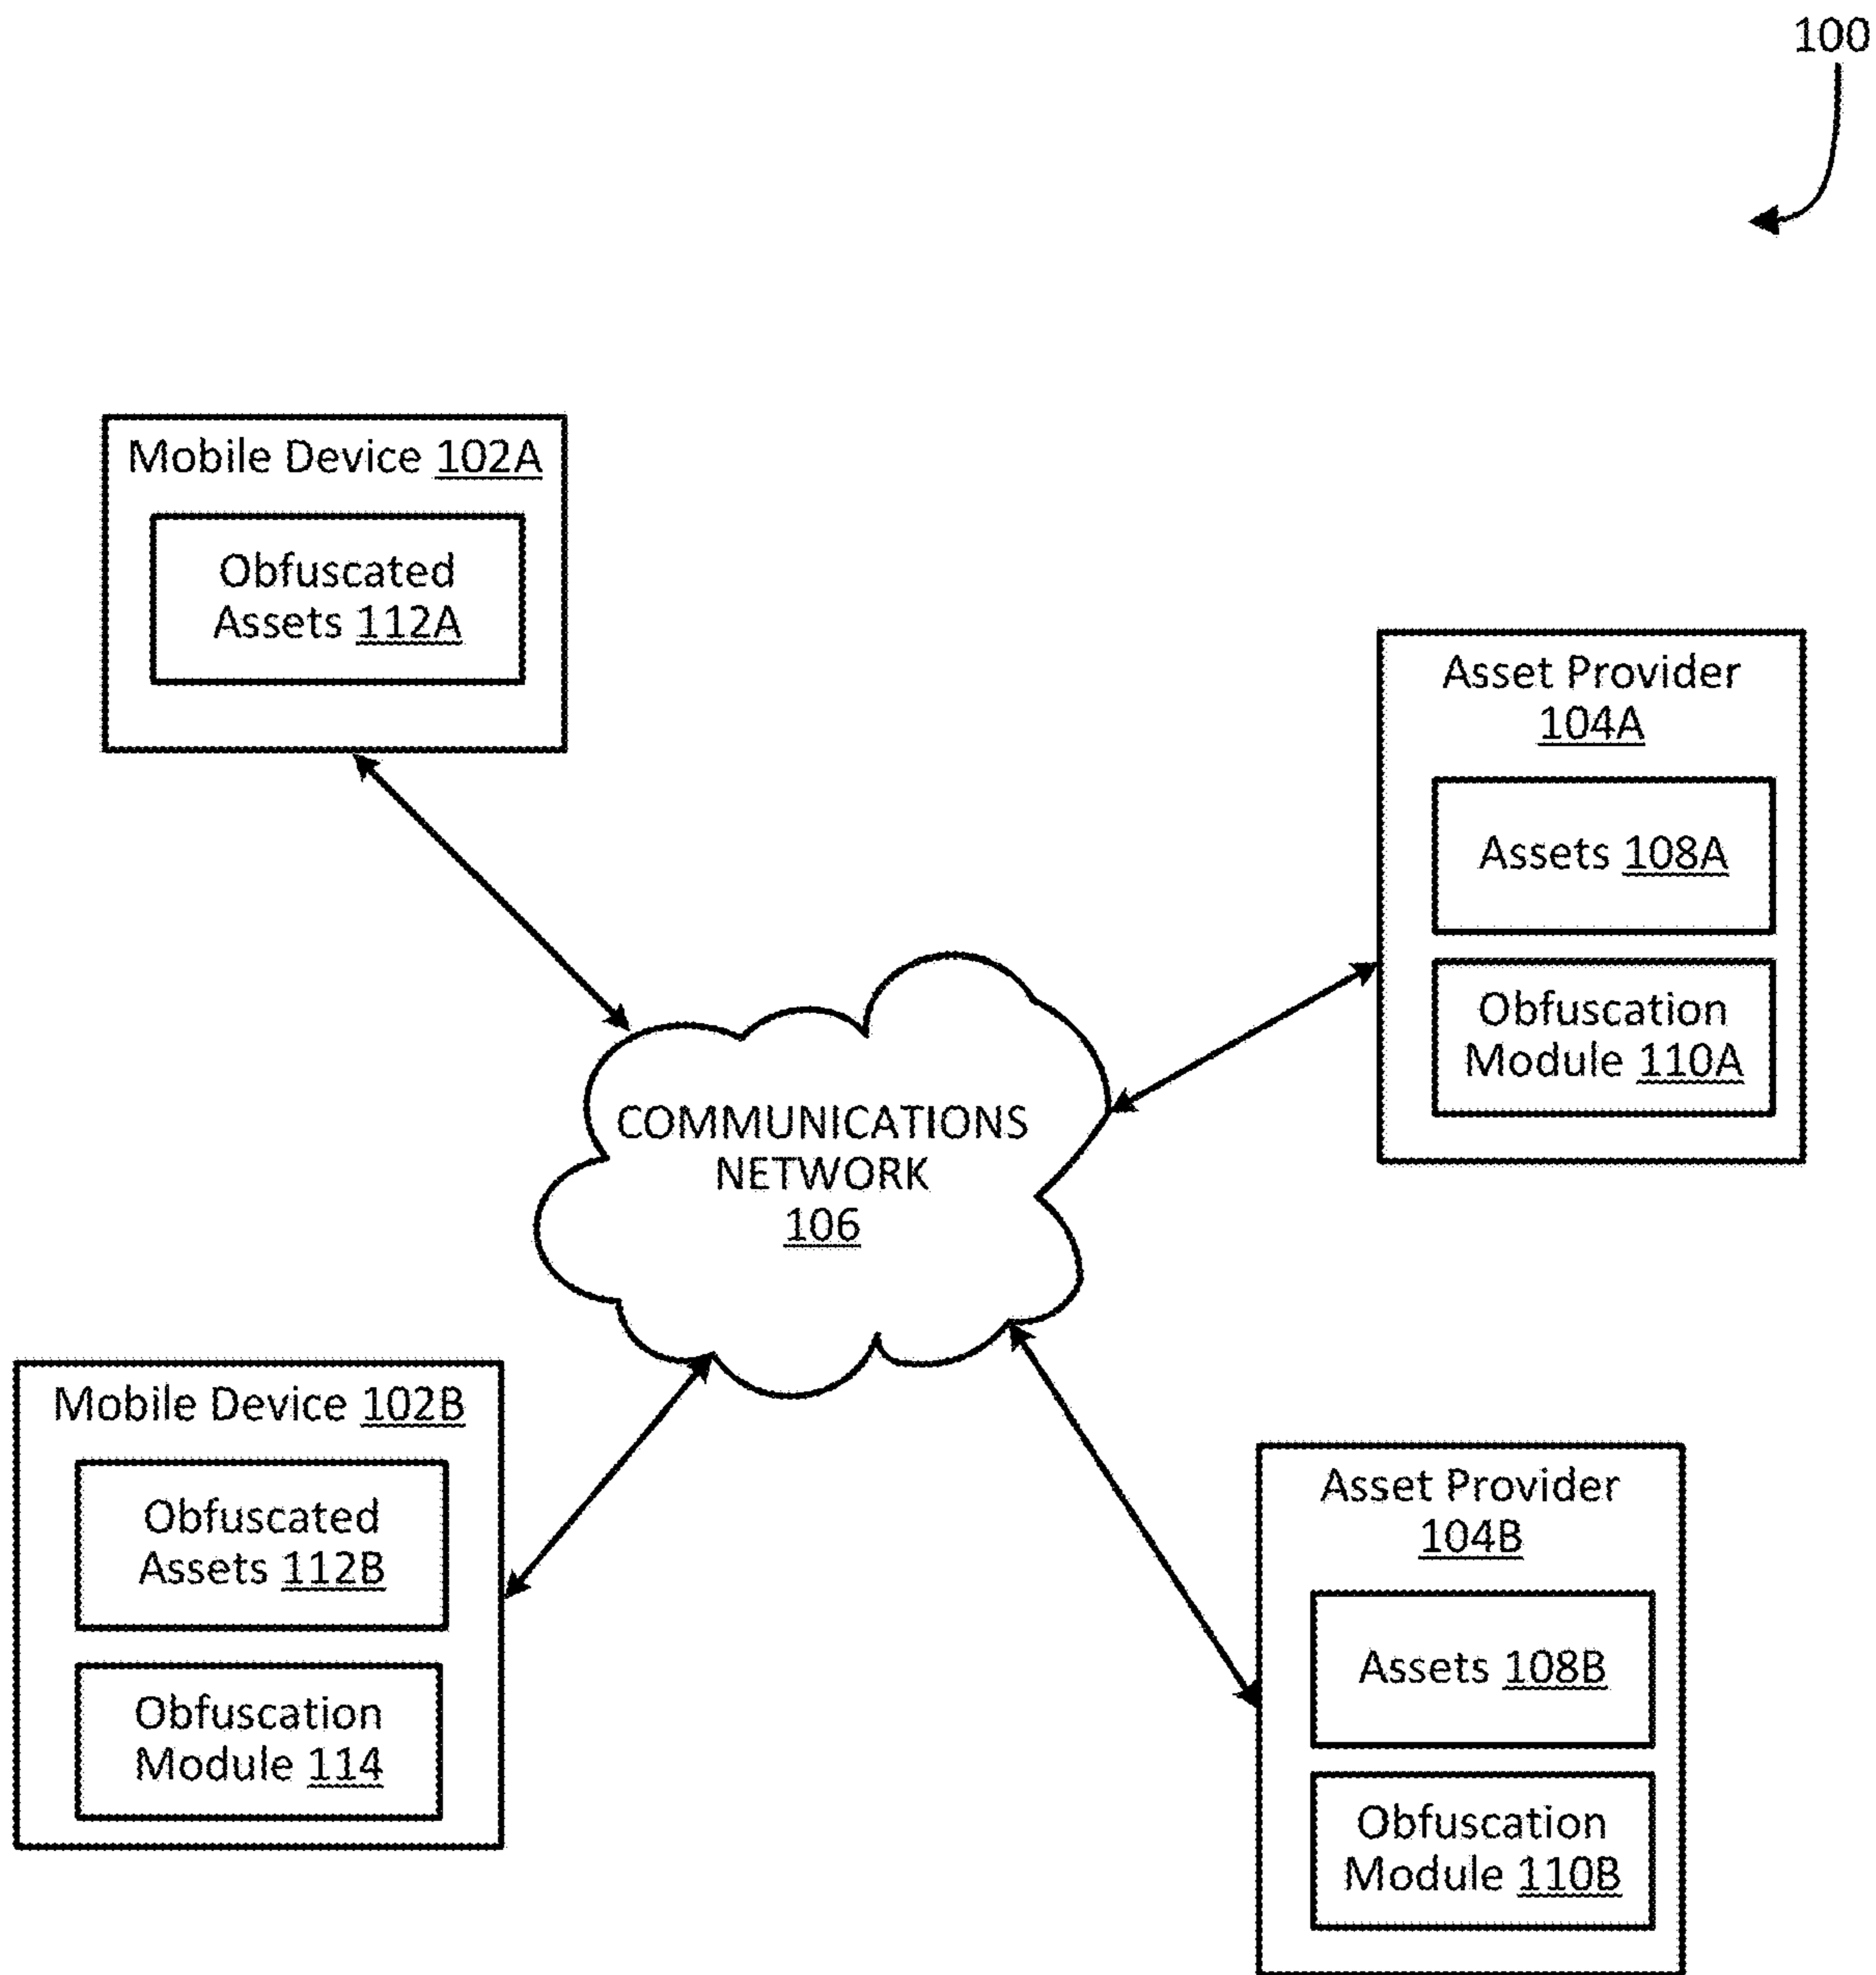 100
Mobile Device 102A
Obfuscated
Assets 112A
Asset Provider
104A
Assets 108A
Obfuscation
Module 110A
COMMUNICATIONS
NETWORK
106
Mobile Device 102B
Obfuscated
Assets 112B
Obfuscation
Module 114
Asset Provider
104B
Assets 108B
Obfuscation
Module 110B